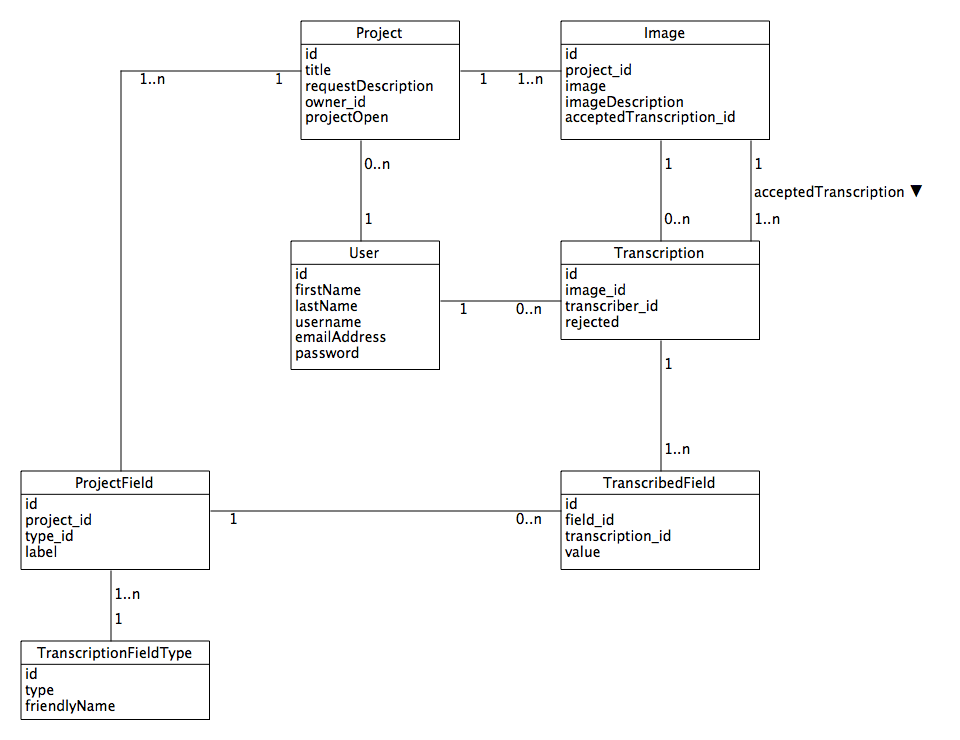 Project
id
title
requestDescription
owner_id
projectOpen
Image
id
project_id
image
imageDescription
acceptedTranscription_id
1..n
1
1
1..n
0..n
1
1
0..n
1
acceptedTranscription ▼
1..n
User
id
firstName
lastName
username
emailAddress
password
Transcription
id
image_id
transcriber_id
rejected
1
0..n
1
1..n
ProjectField
id
project_id
type_id
label
TranscribedField
id
field_id
transcription_id
value
1
0..n
1..n
1
TranscriptionFieldType
id
type
friendlyName